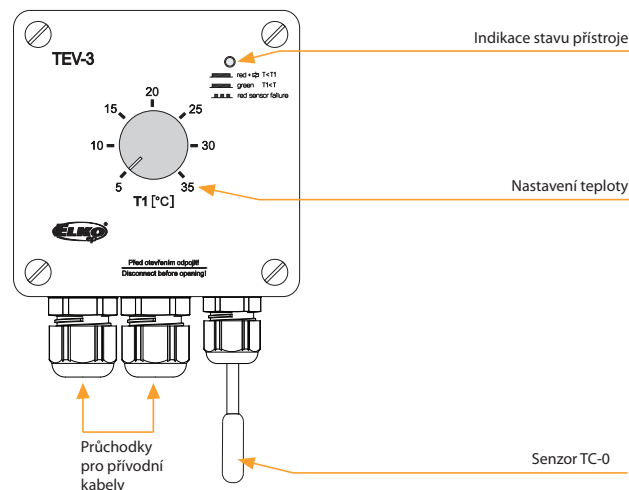 Indikace stavu přístroje
TEV-3
red + T<T1
green T1<T
red sensor failure
20
15
25
10
30
5
35
Nastavení teploty
T1 [°C]
ELKO ep ®
Před otevřením odpojit!
Disconnect before opening!
Průchodky
pro přívodní
kabely
Senzor TC-0